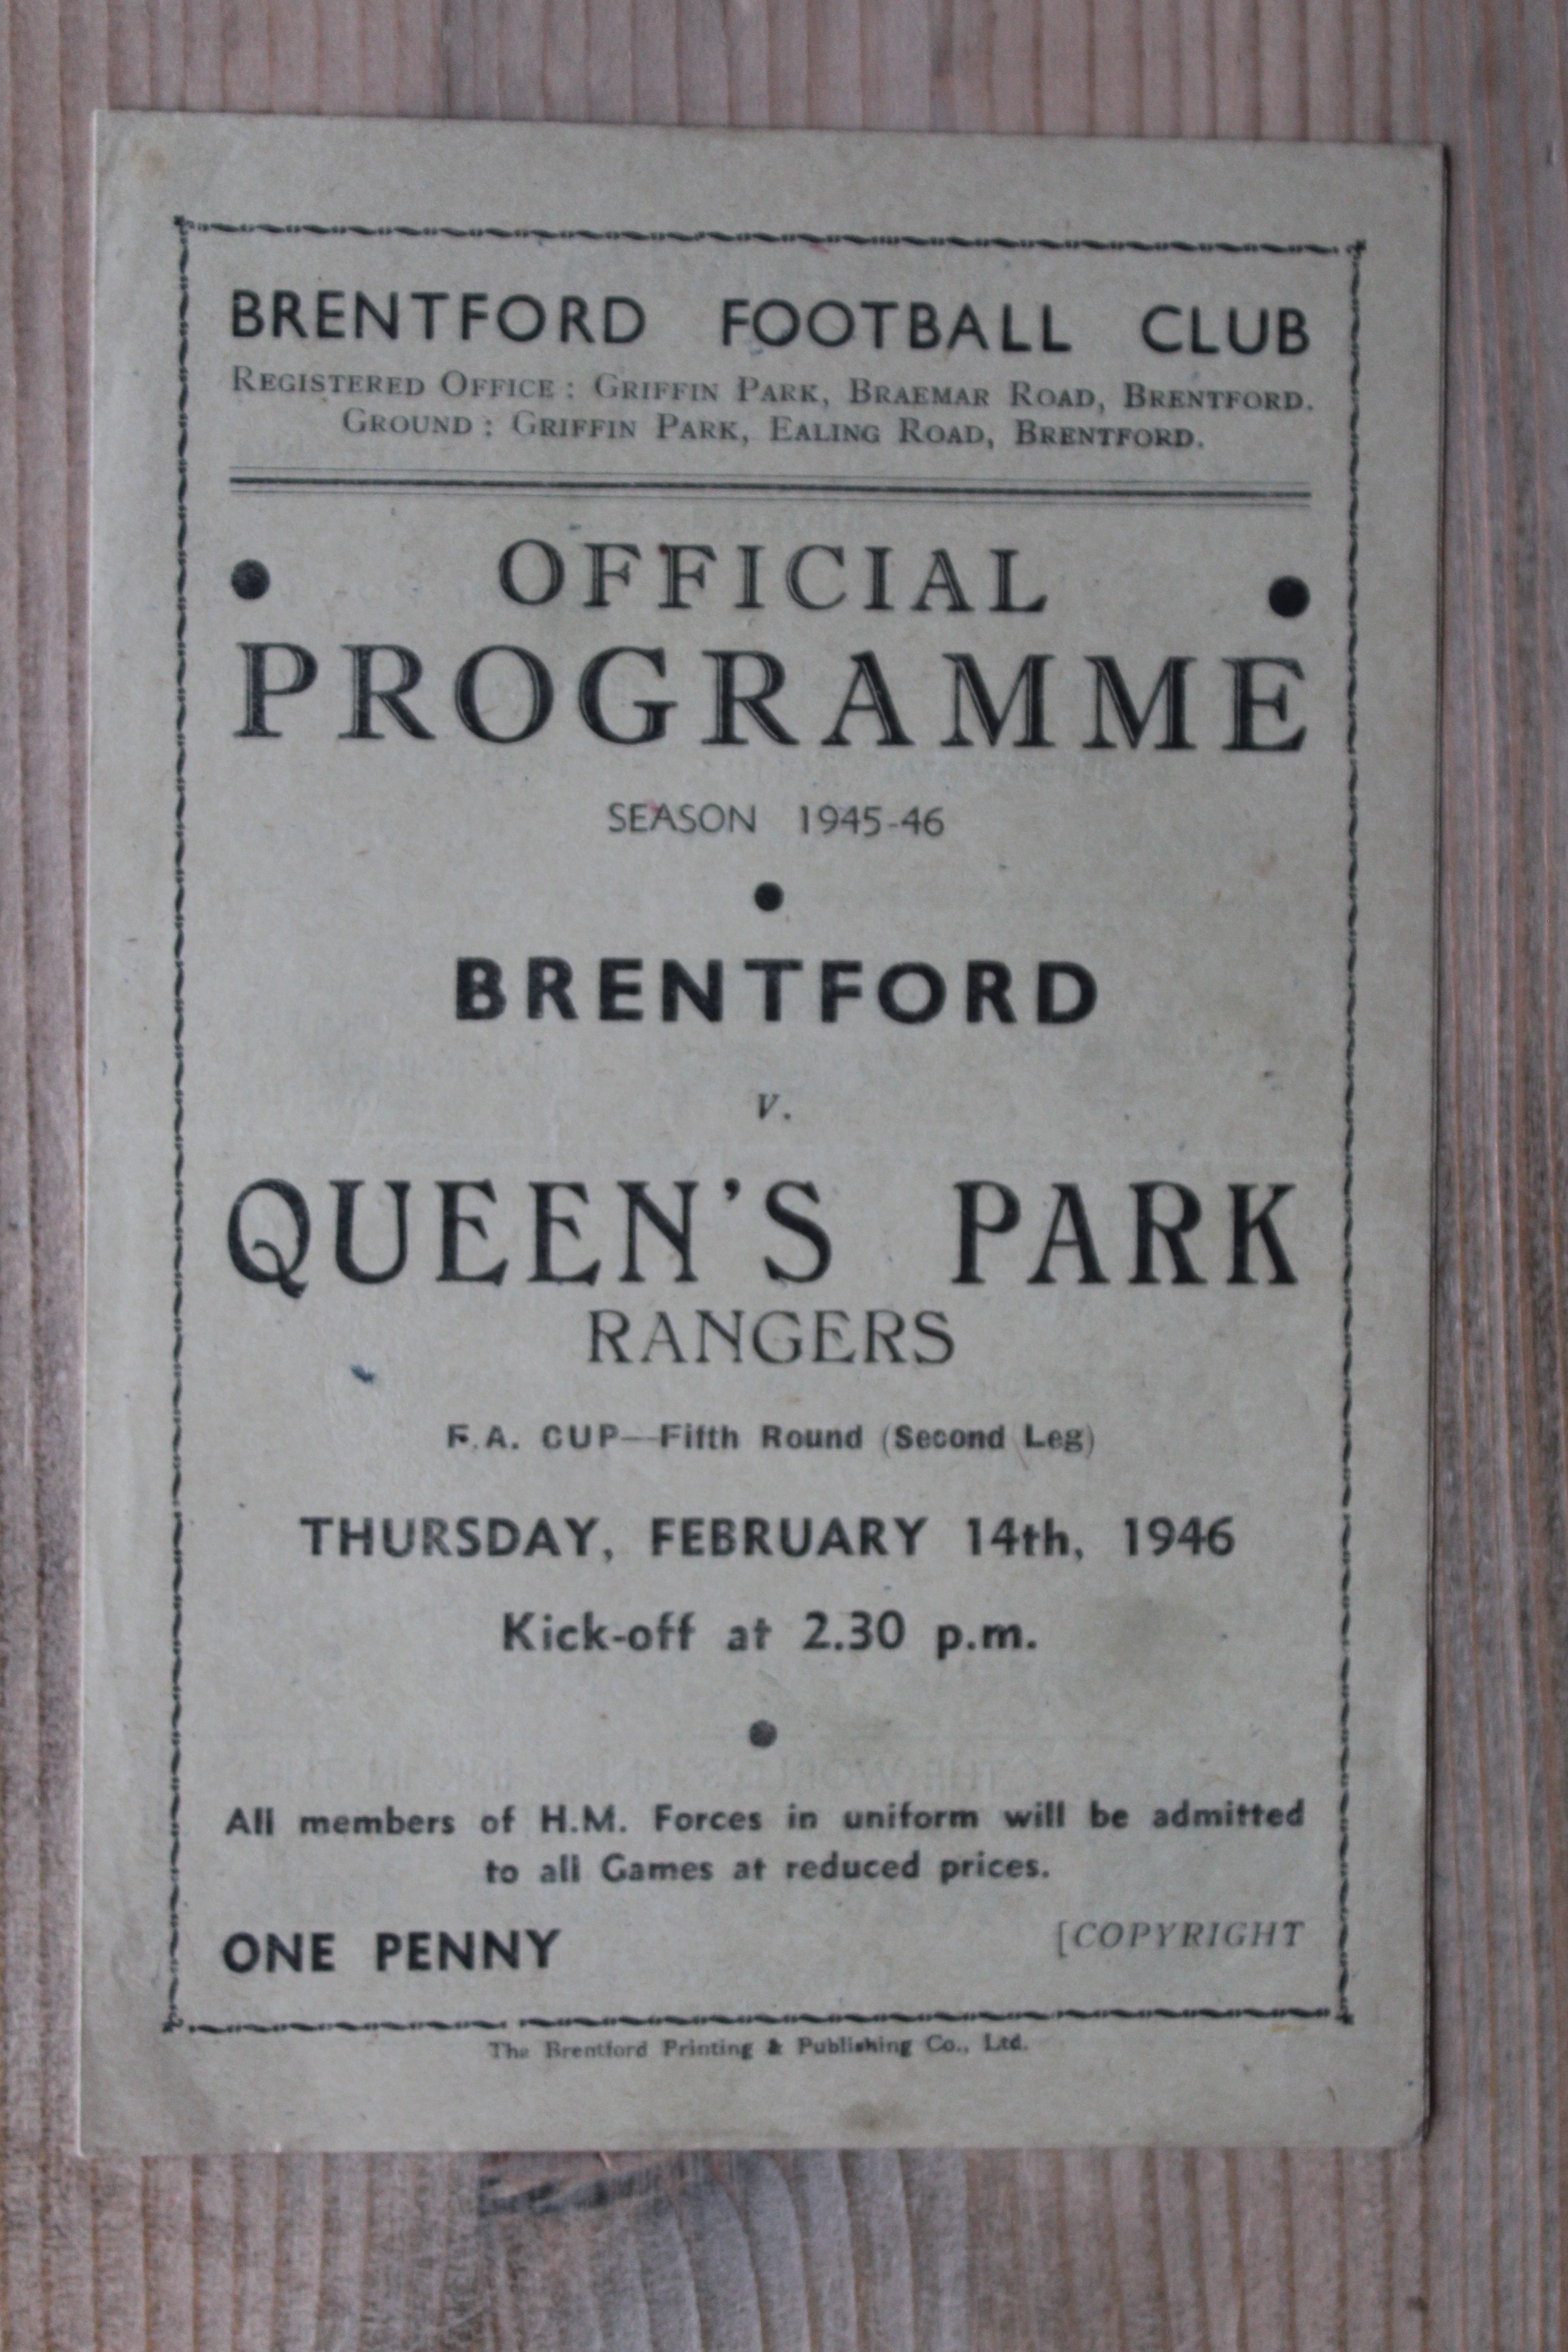 BRENTFORD FOOTBALL CLUB
REGISTERED OFFICE : GRIFFIN PARK, BRAEMAR ROAD, BRENTFORD.
GROUND : GRIFFIN PARK, EALING ROAD, BRENTFORD.
OFFICIAL
PROGRAMME
SEASON 1945-46
BRENTFORD
v.
QUEEN'S PARK
RANGERS
F.A. CUP—Fifth Round (Second Leg)
THURSDAY, FEBRUARY 14th, 1946
Kick-off at 2.30 p.m.
All members of H.M. Forces in uniform will be admitted
to all Games at reduced prices.
ONE PENNY
[COPYRIGHT
The Brentford Printing & Publishing Co., Ltd.